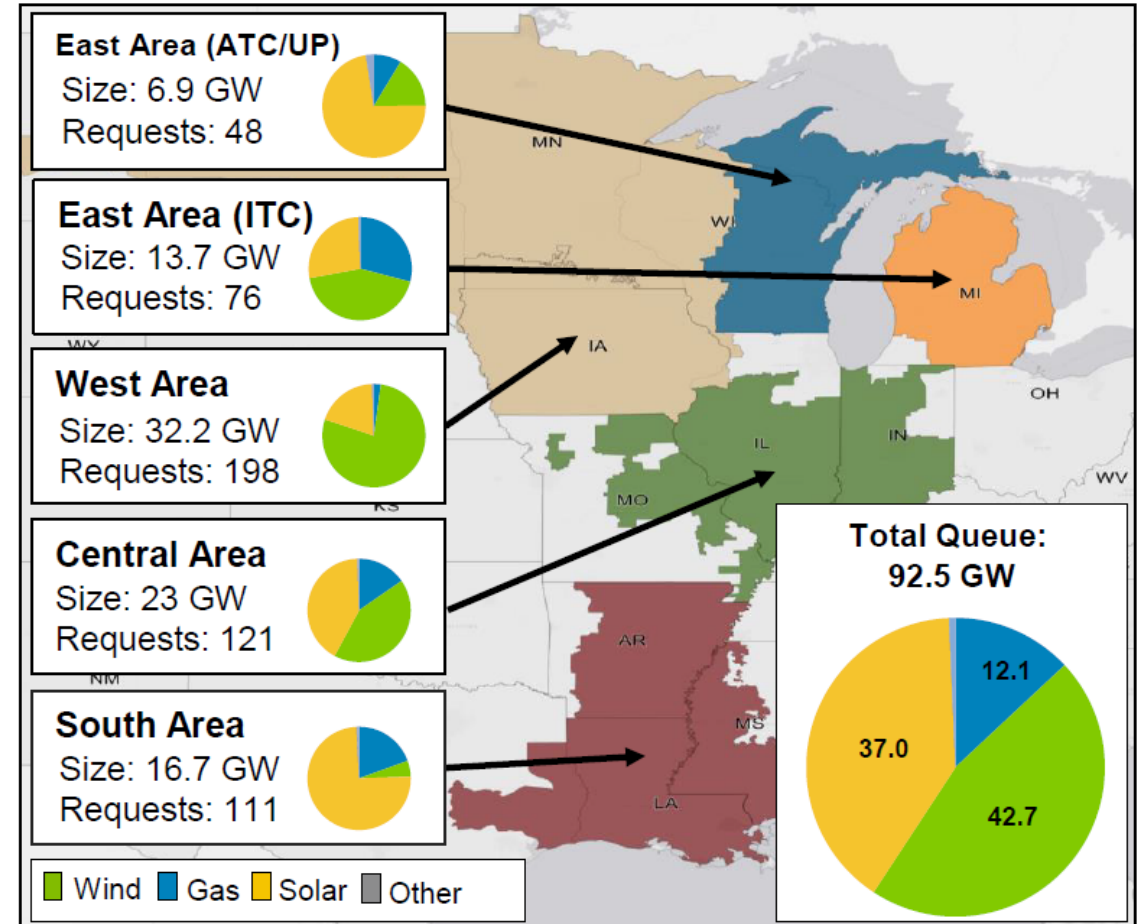 East Area (ATC/UP)
Size: 6.9 GW
Requests: 48
East Area (ITC)
Size: 13.7 GW
Requests: 76
West Area
Size: 32.2 GW
Requests: 198
Central Area
Size: 23 GW
Requests: 121
South Area
Size: 16.7 GW
Requests: 111
Wind Gas Solar Other
MN
WI
MI
WY
IA
OH
IL
IN
WV
KS
MO
NM
AR
MS
LA
Total Queue:
92.5 GW
12.1
37.0
42.7